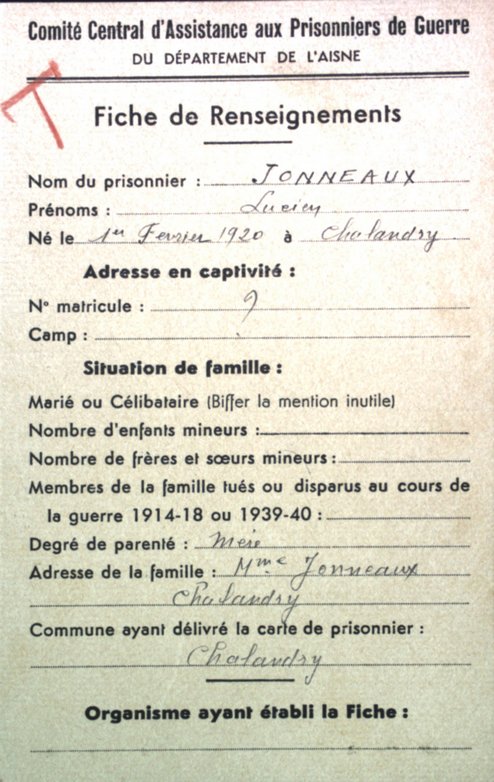 Comité Central d'Assistance aux Prisonniers de Guerre
DU DÉPARTEMENT DE L'AISNE
Fiche de Renseignements
Nom du prisonnier : JONNEAUX
Prénoms : Lucien
Né le 1er Fevrier 1920 à Chalandry
Adresse en captivité :
No matricule : ?
Camp :
Situation de famille :
Marié ou Célibataire (Biffer la mention inutile)
Nombre d'enfants mineurs :
Nombre de frères et sœurs mineurs :
Membres de la famille tués ou disparus au cours de
la guerre 1914-18 ou 1939-40 :
Degré de parenté : Mère
Adresse de la famille : Mme Jonneaux
Chalandry
Commune ayant délivré la carte de prisonnier :
Chalandry
Organisme ayant établi la Fiche :